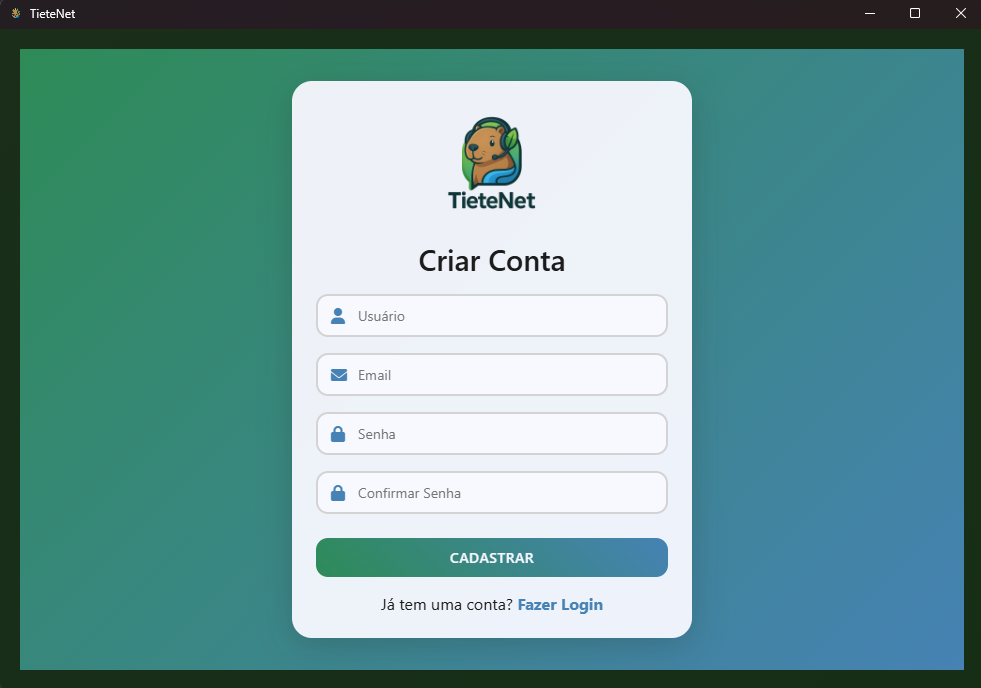 TieteNet
TieteNet
Criar Conta
Usuário
Email
Senha
Confirmar Senha
CADASTRAR
Já tem uma conta? Fazer Login